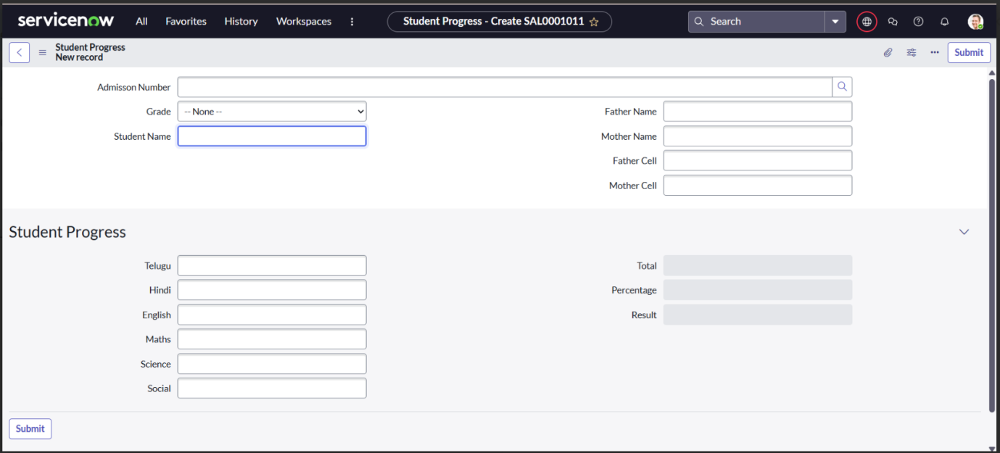 servicenow All Favorites History Workspaces Student Progress - Create SAL0001011 Search
Student Progress
New record
Submit
Admisson Number
Grade -- None -- Father Name
Student Name Mother Name
Father Cell
Mother Cell
Student Progress
Telugu Total
Hindi Percentage
English Result
Maths
Science
Social
Submit